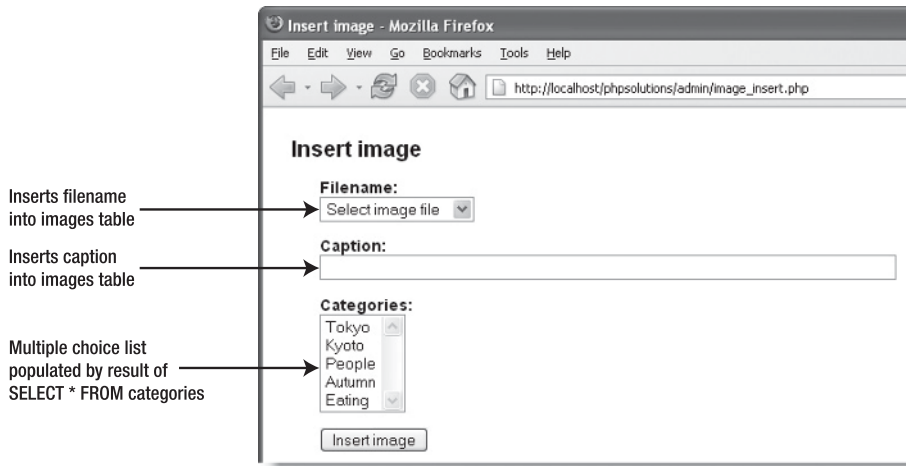 Insert image - Mozilla Firefox
File Edit View Go Bookmarks Tools Help
http://localhost/phpsolutions/admin/image_insert.php
Insert image
Filename:
Select image file
Inserts filename
into images table
Caption:
Inserts caption
into images table
Categories:
Tokyo
Kyoto
People
Autumn
Eating
Multiple choice list
populated by result of
SELECT * FROM categories
Insert image